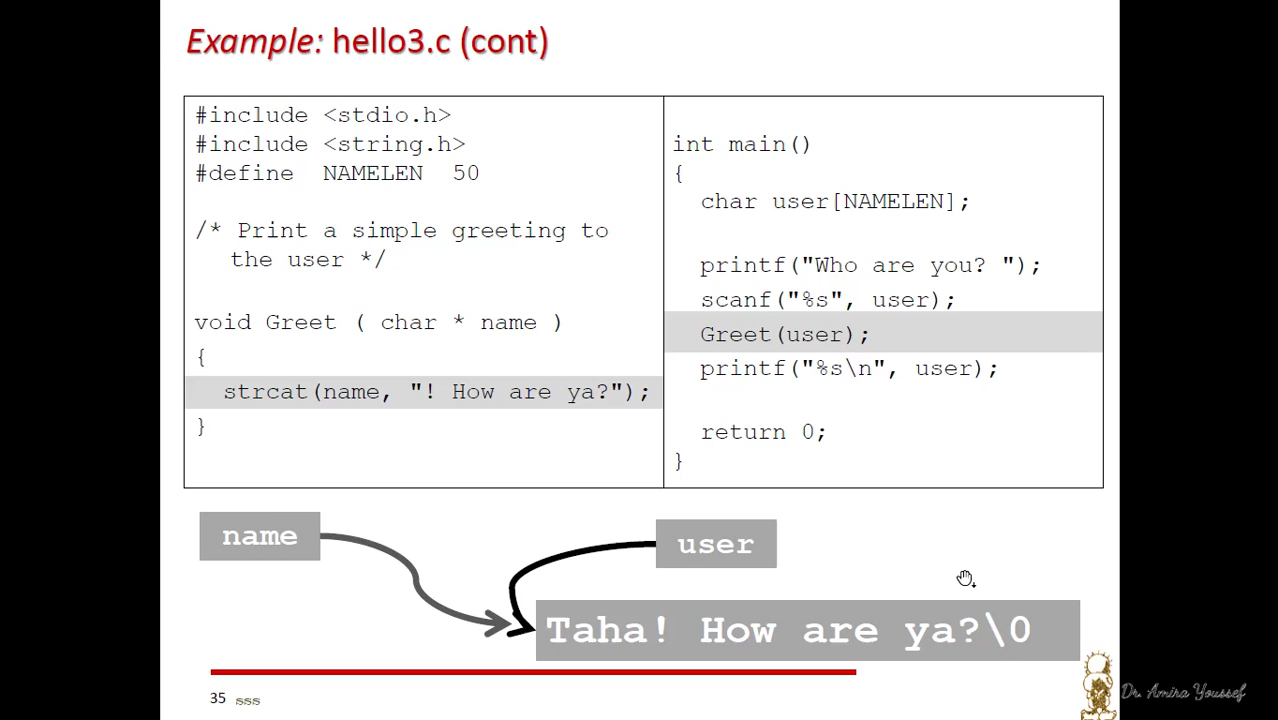 Example: hello3.c (cont)
#include <stdio.h>
#include <string.h>
#define NAMELEN 50
/* Print a simple greeting to
the user */
void Greet ( char * name )
{
strcat(name, "! How are ya?");
}
int main()
{
char user[NAMELEN];
printf("Who are you? ");
scanf("%s", user);
Greet(user);
printf("%s\n", user);
return 0;
}
name
user
Taha! How are ya?\0
35 sss
Dr. Amira Youssef